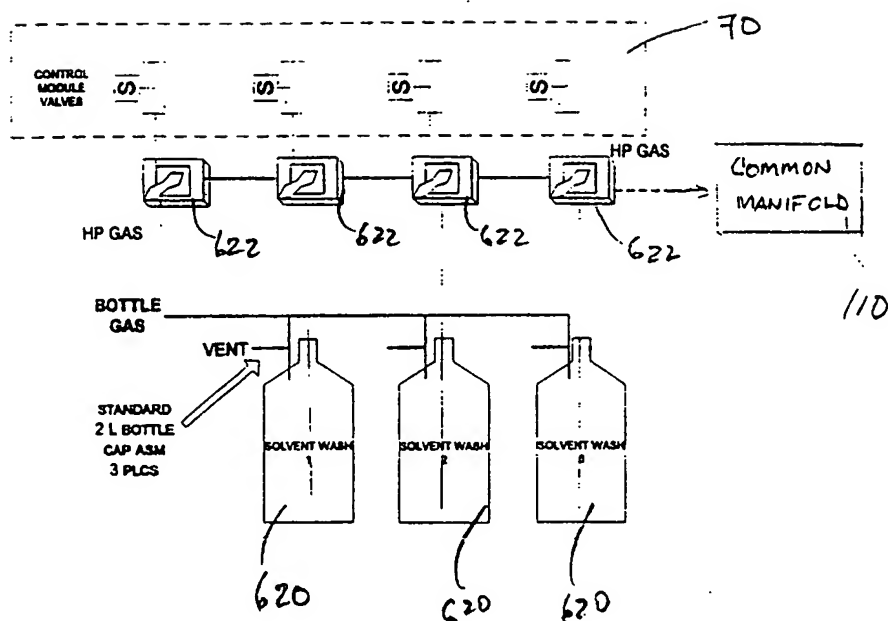 70
CONTROL
MODULE
VALVES
S S S S
HP GAS
COMMON
MANIFOLD
622 622 622 622
HP GAS
110
BOTTLE
GAS
VENT
STANDARD
2 L BOTTLE
CAP ASM
3 PLCS
SOLVENT WASH
1
SOLVENT WASH
2
SOLVENT WASH
3
620 620 620